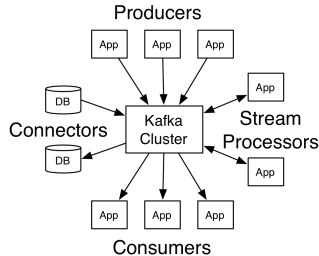 Producers
App
App
App
DB
App
Connectors
Kafka
Cluster
Stream
Processors
DB
App
App
App
App
Consumers